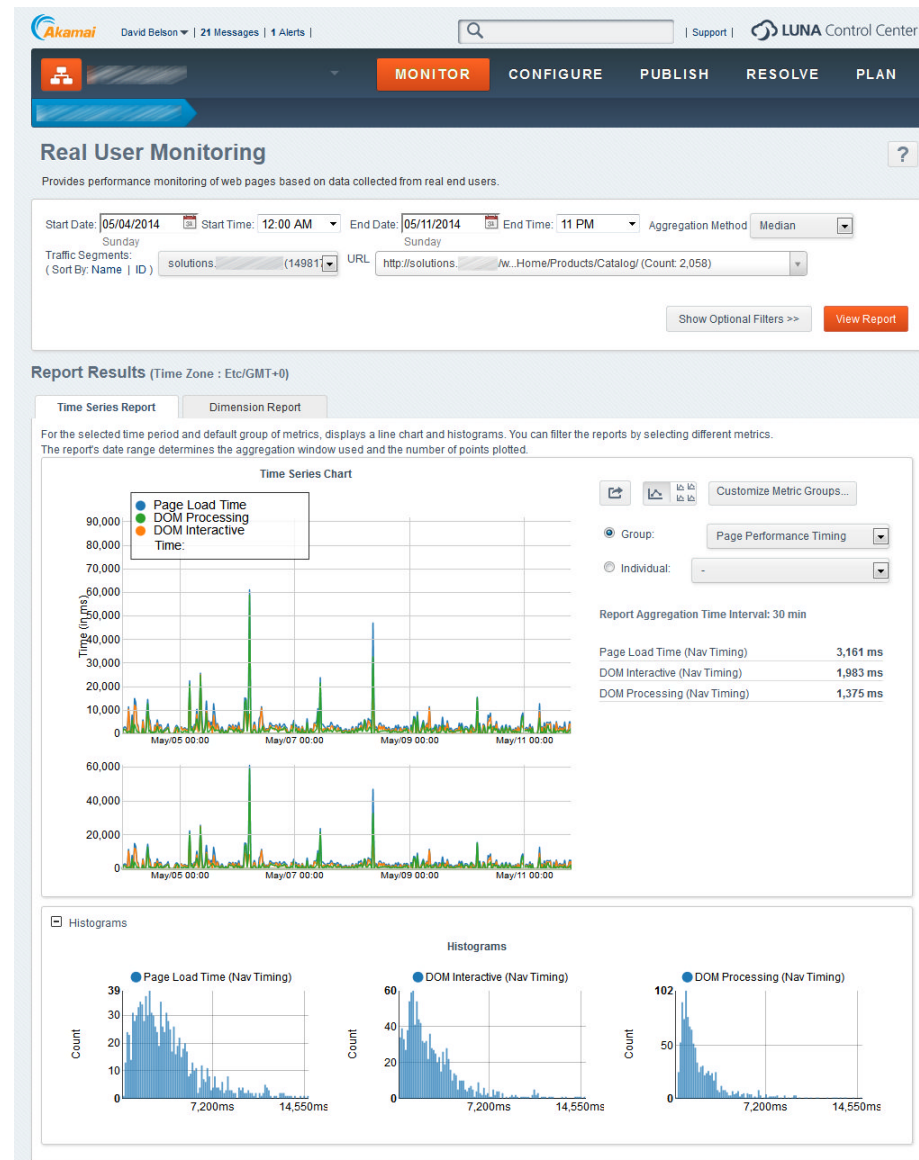 Akamai David Belson | 21 Messages | 1 Alerts | | Support | LUNA Control Center
MONITOR CONFIGURE PUBLISH RESOLVE PLAN
Real User Monitoring ?
Provides performance monitoring of web pages based on data collected from real end users.
Start Date: 05/04/2014 Start Time: 12:00 AM End Date: 05/11/2014 End Time: 11 PM Aggregation Method Median
Sunday Sunday
Traffic Segments:
( Sort By: Name | ID ) solutions. (149817 URL http://solutions. /w...Home/Products/Catalog/ (Count: 2,058)
Show Optional Filters >> View Report
Report Results (Time Zone : Etc/GMT+0)
Time Series Report Dimension Report
For the selected time period and default group of metrics, displays a line chart and histograms. You can filter the reports by selecting different metrics.
The report's date range determines the aggregation window used and the number of points plotted.
Time Series Chart
Page Load Time
DOM Processing
DOM Interactive
Time:
Time (in ms)
90,000
80,000
70,000
60,000
50,000
40,000
30,000
20,000
10,000
0
May/05 00:00 May/07 00:00 May/09 00:00 May/11 00:00
60,000
40,000
20,000
0
May/05 00:00 May/07 00:00 May/09 00:00 May/11 00:00
Customize Metric Groups...
Group: Page Performance Timing
Individual: -
Report Aggregation Time Interval: 30 min
Page Load Time (Nav Timing) 3,161 ms
DOM Interactive (Nav Timing) 1,983 ms
DOM Processing (Nav Timing) 1,375 ms
Histograms
Histograms
Page Load Time (Nav Timing)
Count
39
30
20
10
0
7,200ms 14,550ms
DOM Interactive (Nav Timing)
Count
60
40
20
0
7,200ms 14,550ms
DOM Processing (Nav Timing)
Count
102
50
0
7,200ms 14,550ms